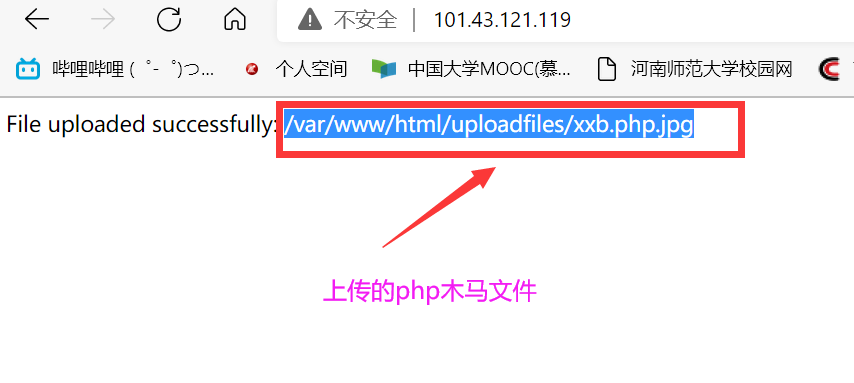 不安全 | 101.43.121.119
哔哩哔哩 (゜-゜)つ... 个人空间 中国大学MOOC(慕... 河南师范大学校园网
File uploaded successfully: /var/www/html/uploadfiles/xxb.php.jpg
上传的php木马文件